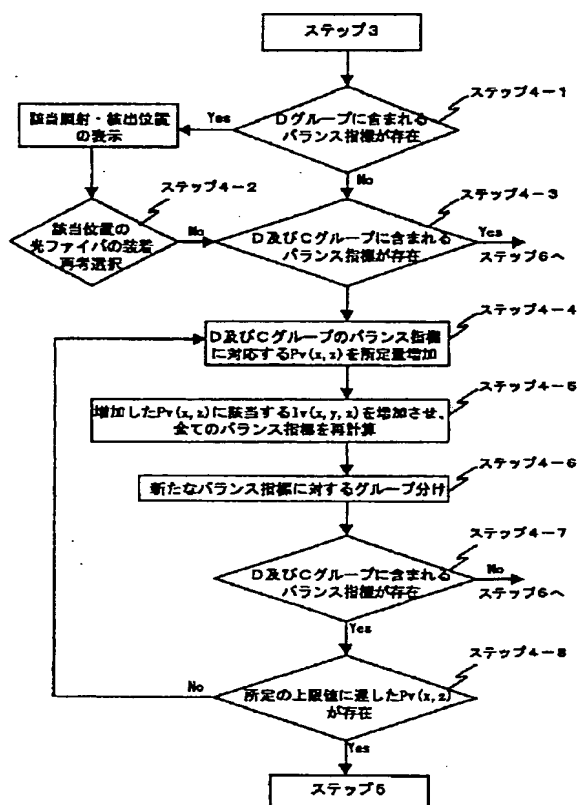 ステップ3
ステップ4-1
Dグループに含まれる
バランス指標が存在
Yes
該当照射・検出位置
の表示
No
ステップ4-2
該当位置の
光ファイバの装着
再考選択
No
ステップ4-3
D及びCグループに含まれる
バランス指標が存在
Yes
ステップ6へ
ステップ4-4
D及びCグループのバランス指標
に対応するPv(x,z)を所定量増加
ステップ4-5
増加したPv(x,z)に該当するIv(x,y,z)を増加させ、
全てのバランス指標を再計算
ステップ4-6
新たなバランス指標に対するグループ分け
ステップ4-7
D及びCグループに含まれる
バランス指標が存在
No
ステップ6へ
Yes
ステップ4-8
所定の上限値に達したPv(x,z)
が存在
No
Yes
ステップ5